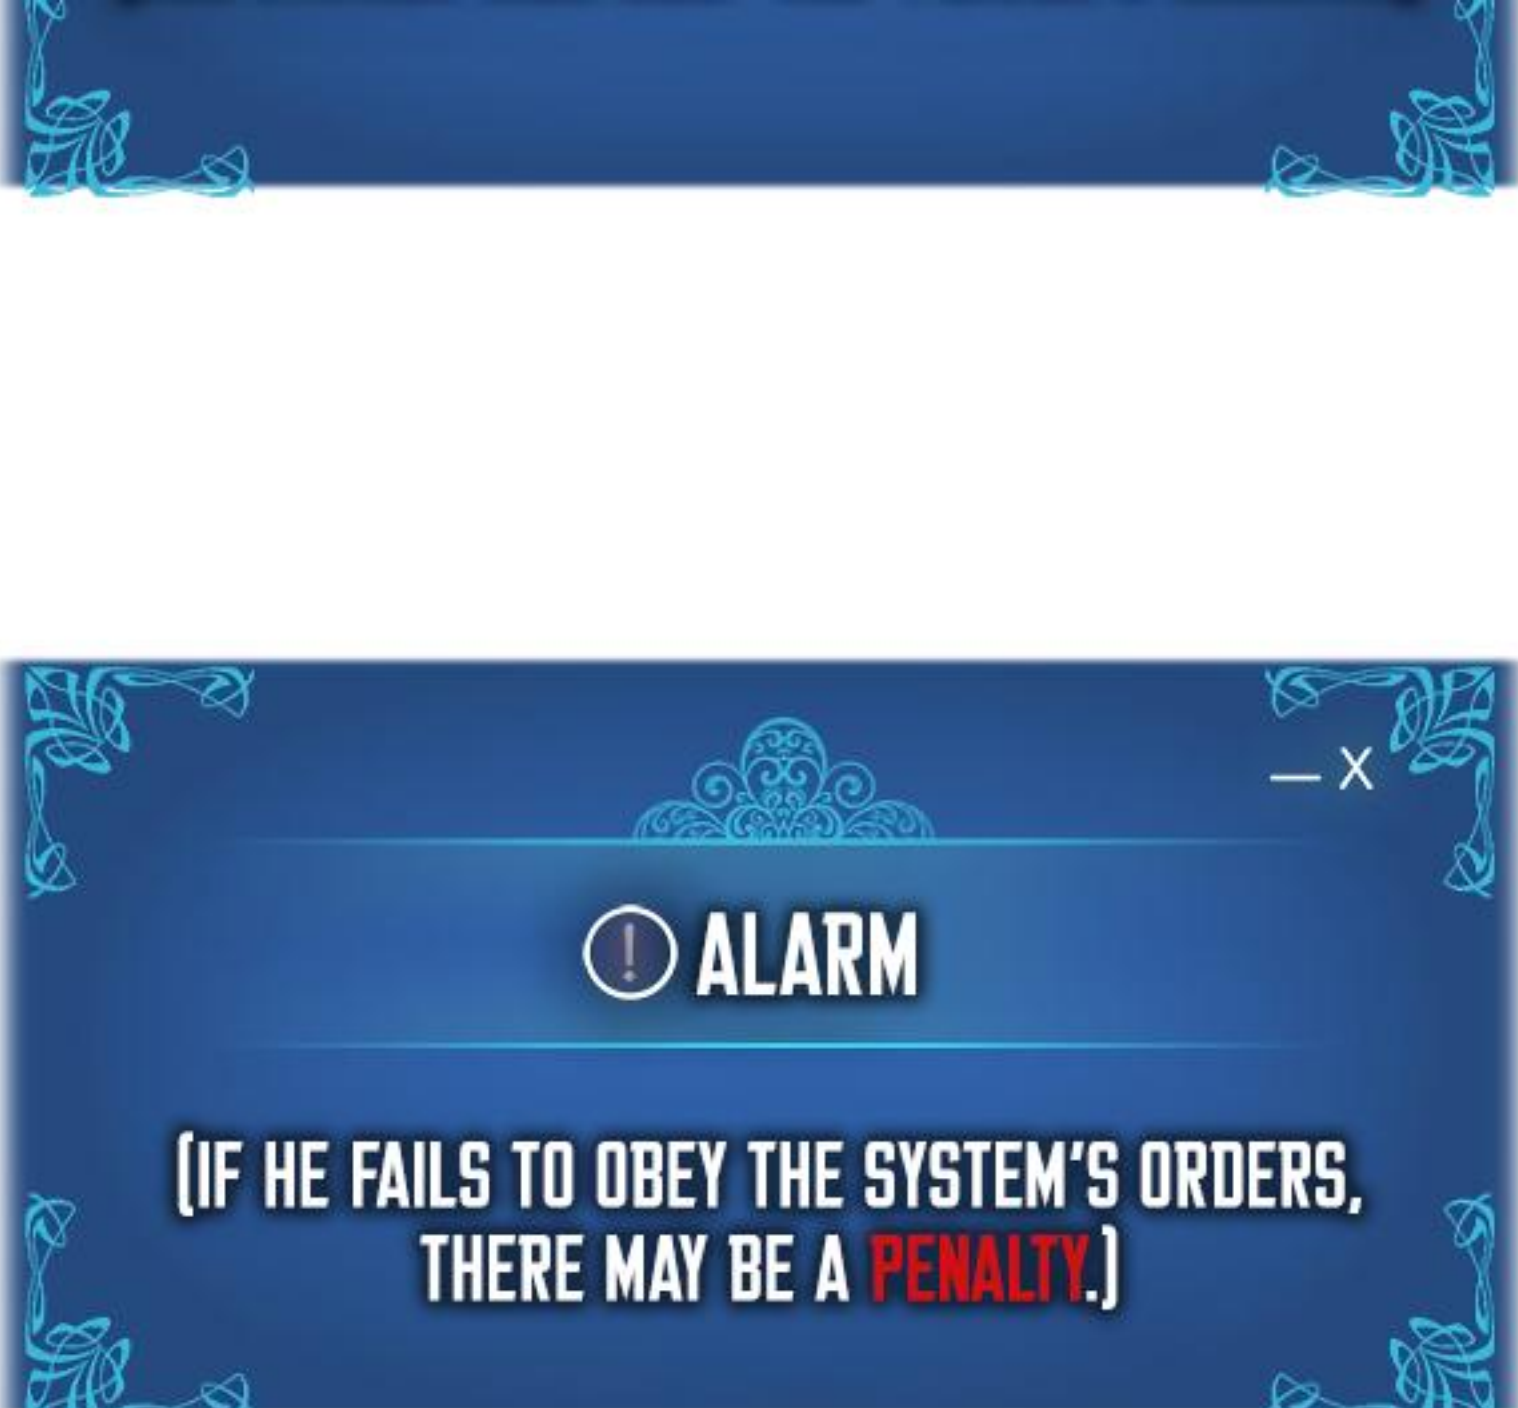 — X
! ALARM
(IF HE FAILS TO OBEY THE SYSTEM'S ORDERS,
THERE MAY BE A PENALTY.)